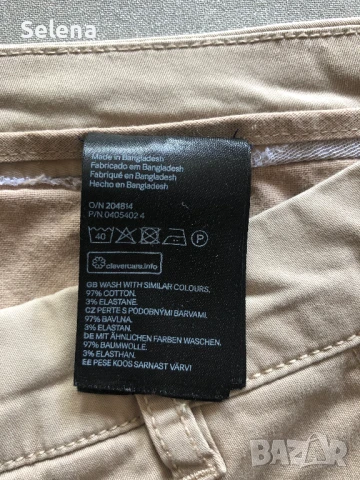 Selena
Made in Bangladesh
Fabricado em Bangladesh
Fabriqué en Bangladesh
Hecho en Bangladesh
O/N 204814
P/N 0405402 4
40 P
clevercare.info
GB WASH WITH SIMILAR COLOURS.
97% COTTON.
3% ELASTANE.
CZ PERTE S PODOBNÝMI BARVAMI.
97% BAVLNA.
3% ELASTAN.
DE MIT ÄHNLICHEN FARBEN WASCHEN.
97% BAUMWOLLE.
3% ELASTHAN.
EE PESE KOOS SARNAST VÄRVI
BAZAR